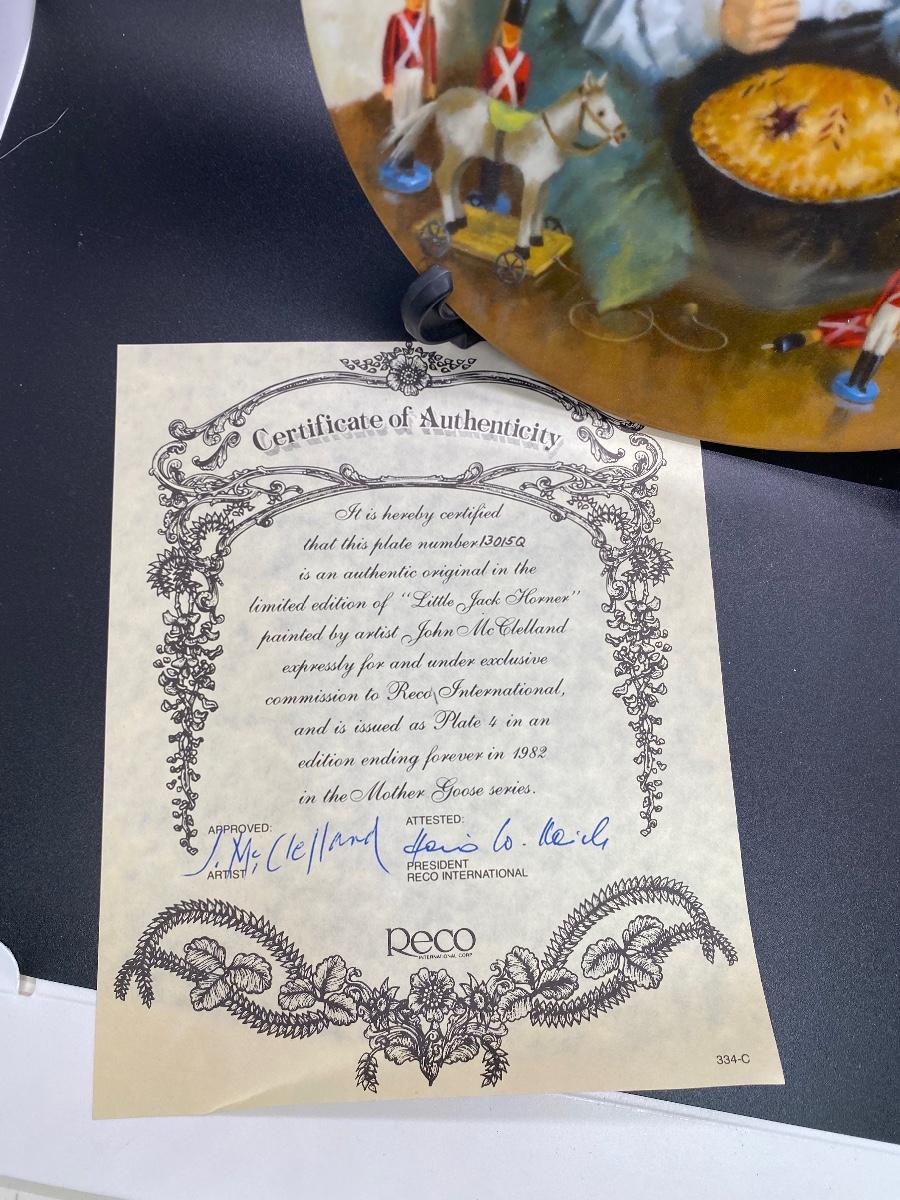 Certificate of Authenticity
It is hereby certified
that this plate number 13015Q
is an authentic original in the
limited edition of "Little Jack Horner"
painted by artist John McClelland
expressly for and under exclusive
commission to Reco International,
and is issued as Plate 4 in an
edition ending forever in 1982
in the Mother Goose series.
APPROVED:
J. McClelland
ARTIST
ATTESTED:
PRESIDENT
RECO INTERNATIONAL
Reco
INTERNATIONAL CORP
334-C